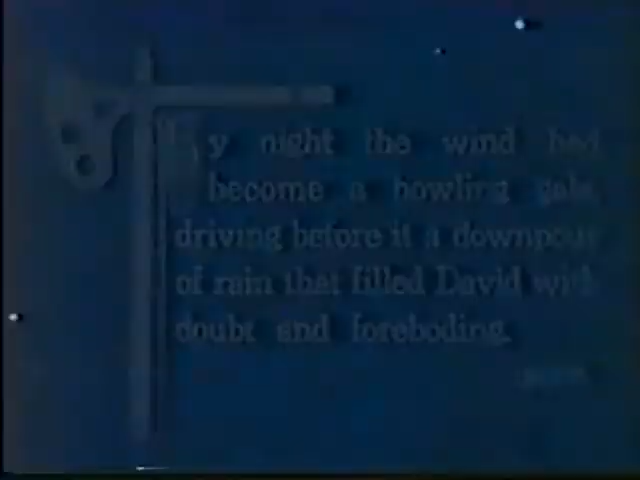 By night the wind had
become a howling gale,
driving before it a downpour
of rain that filled David with
doubt and foreboding.